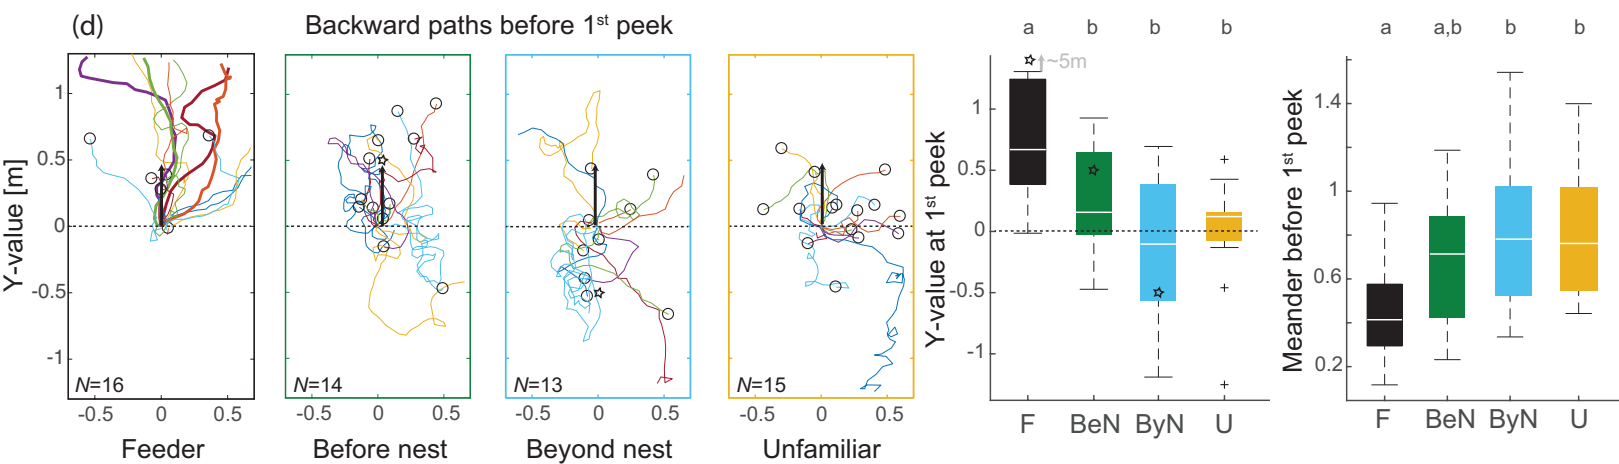 (d) Backward paths before 1st peek
Y-value [m]
1
0.5
0
-0.5
-1
N=16
-0.5 0 0.5
Feeder
N=14
-0.5 0 0.5
Before nest
N=13
-0.5 0 0.5
Beyond nest
N=15
-0.5 0 0.5
Unfamiliar
Y-value at 1st peek
a b b b
~5m
1
0.5
0
-0.5
-1
F BeN ByN U
Meander before 1st peek
a a,b b b
1.4
1
0.6
0.2
F BeN ByN U